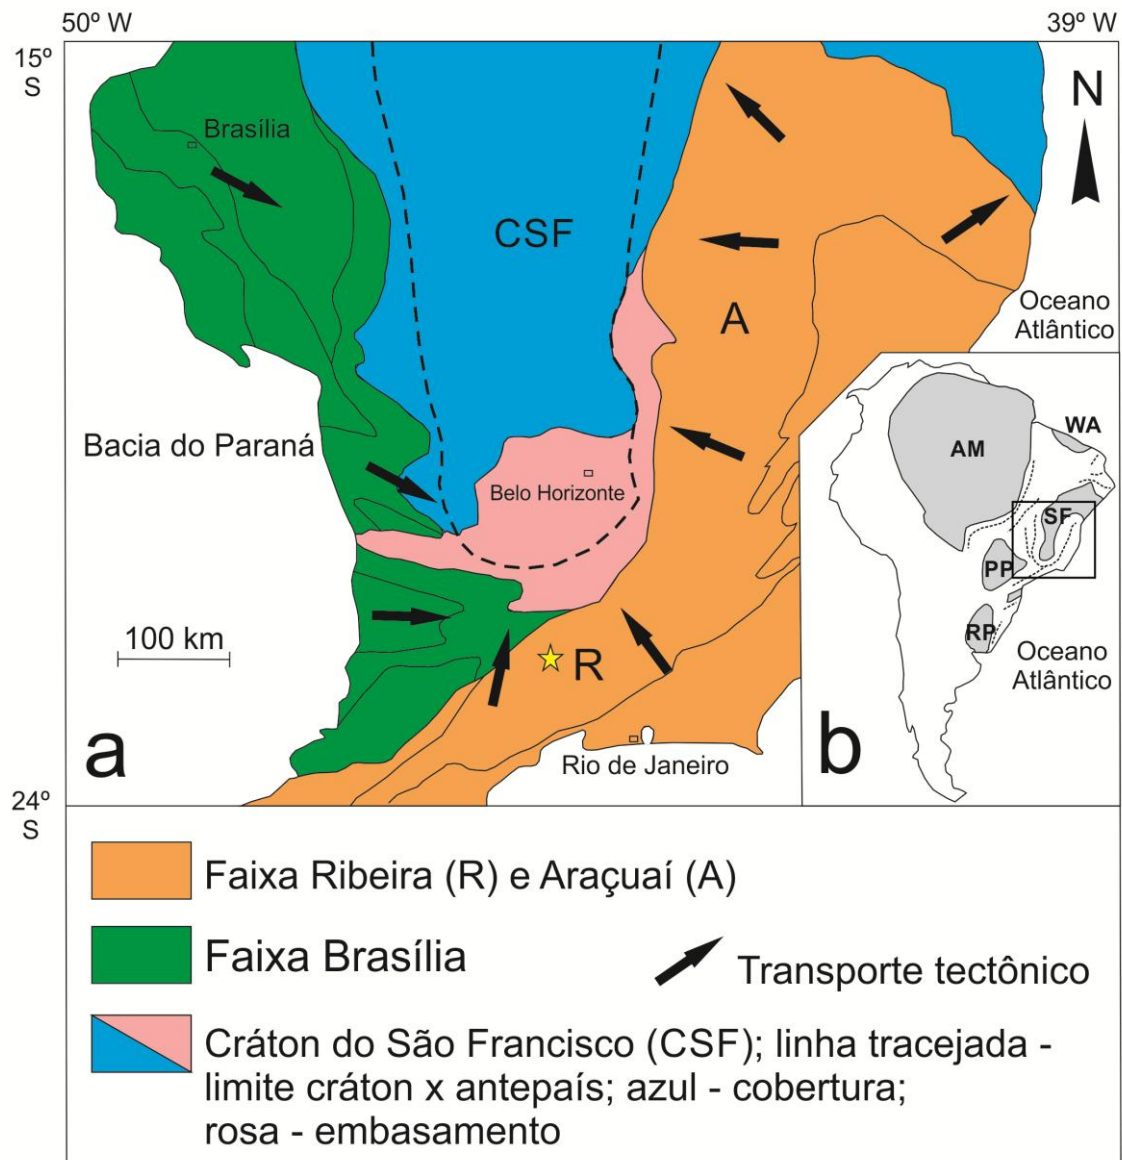 50º W
39º W
15º
S
Brasília
N
CSF
Oceano
Atlântico
A
Bacia do Paraná
Belo Horizonte
WA
AM
SF
PP
RP
100 km
R
Oceano
Atlântico
a
b
Rio de Janeiro
24º
S
Faixa Ribeira (R) e Araçuaí (A)
Faixa Brasília
Transporte tectônico
Cráton do São Francisco (CSF); linha tracejada -
limite cráton x antepaís; azul - cobertura;
rosa - embasamento